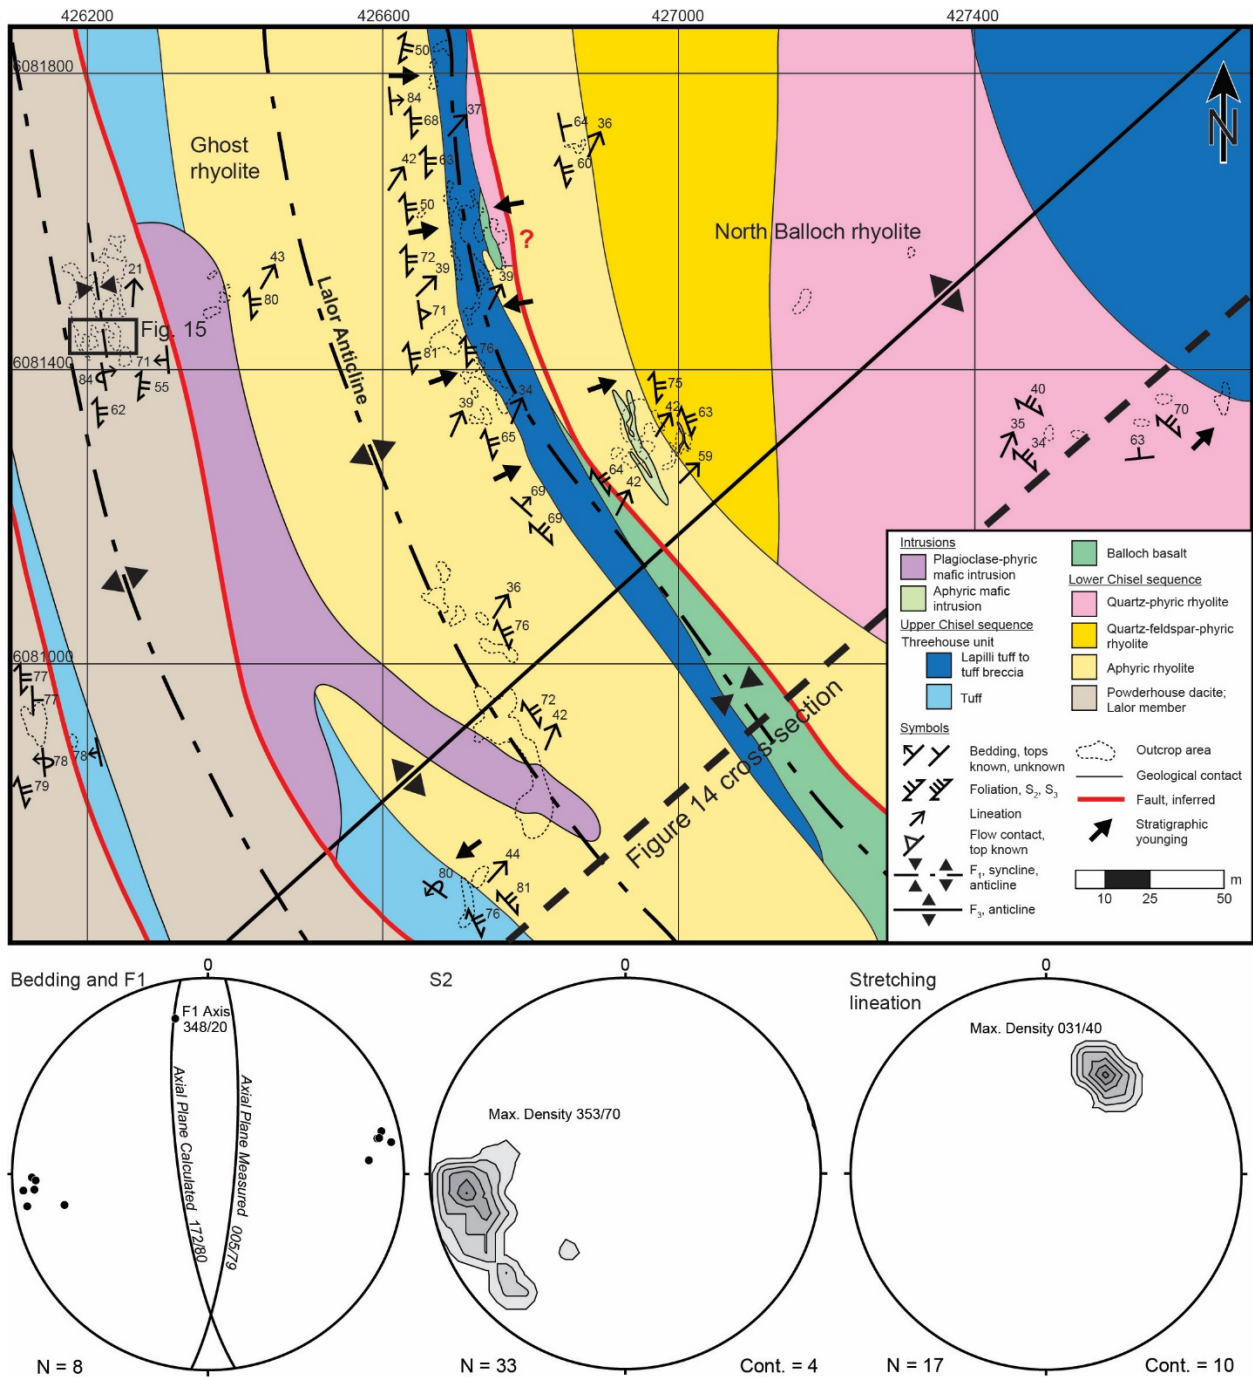 426200
426600
427000
427400
6081800
6081400
6081000
N
50
84
68
37
42
63
50
72
39
71
81
76
39
34
65
69
69
39
64
36
60
Ghost
rhyolite
North Balloch rhyolite
?
Lalor Anticline
43
80
21
Fig. 15
71
84
55
62
75
42
63
59
64
42
40
35
34
63
70
36
76
72
42
77
77
78
78
79
44
80
81
76
Figure 14 cross-section
Intrusions
Plagioclase-phyric
mafic intrusion
Aphyric mafic
intrusion
Upper Chisel sequence
Threehouse unit
Lapilli tuff to
tuff breccia
Tuff
Balloch basalt
Lower Chisel sequence
Quartz-phyric rhyolite
Quartz-feldspar-phyric
rhyolite
Aphyric rhyolite
Powderhouse dacite;
Lalor member
Symbols
Bedding, tops
known, unknown
Foliation, S2, S3
Lineation
Flow contact,
top known
F1, syncline,
anticline
F3, anticline
Outcrop area
Geological contact
Fault, inferred
Stratigraphic
younging
m
10 25 50
Bedding and F1
0
F1 Axis
348/20
Axial Plane Calculated 172/80
Axial Plane Measured 005/79
N = 8
S2
0
Max. Density 353/70
N = 33
Cont. = 4
Stretching
lineation
0
Max. Density 031/40
N = 17
Cont. = 10